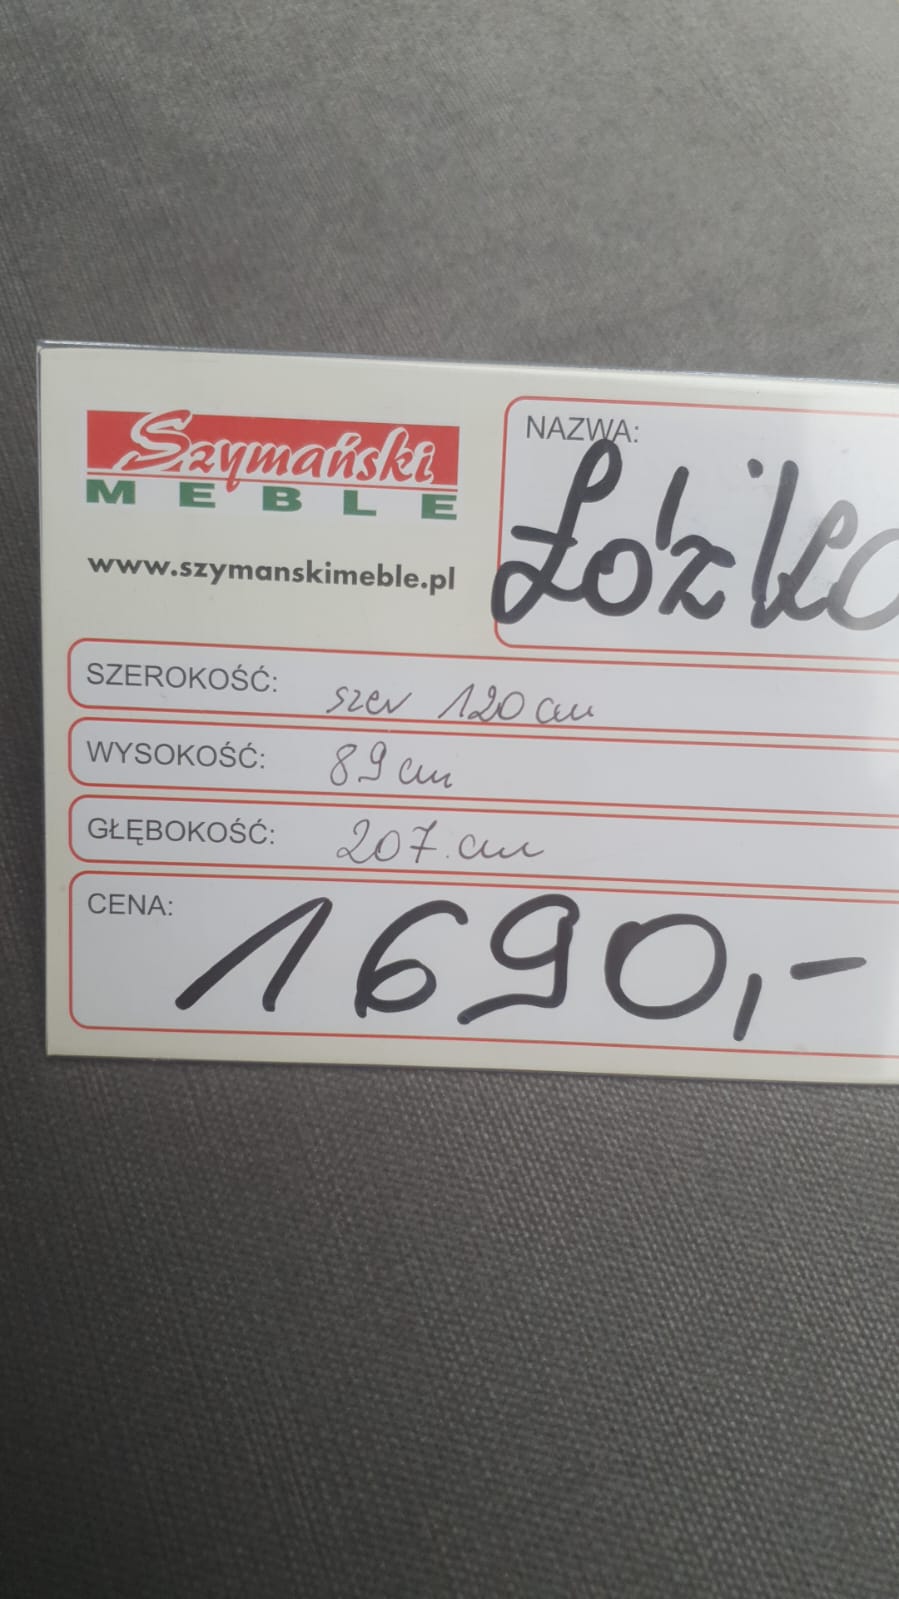 Szymański
MEBLE
www.szymanskimeble.pl
NAZWA:
Łóżko
SZEROKOŚĆ: szer 120 cm
WYSOKOŚĆ: 89 cm
GŁĘBOKOŚĆ: 207 cm
CENA: 1690,-